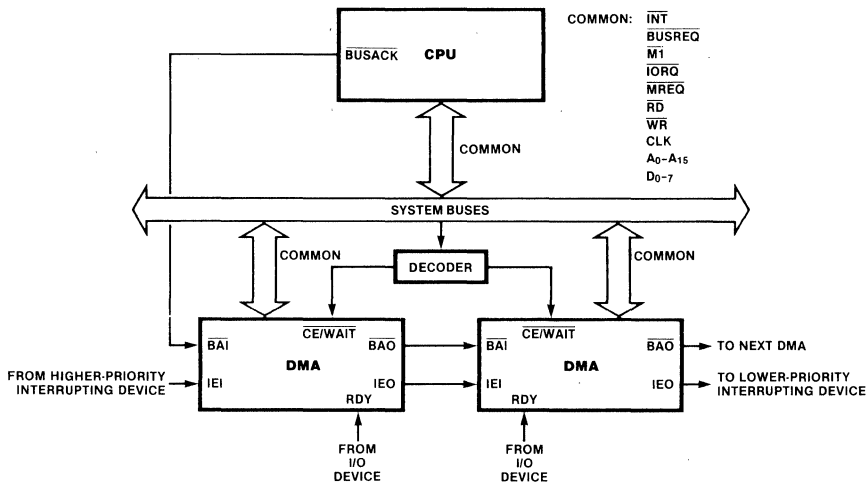 COMMON: INT
BUSREQ
M1
IORQ
MREQ
RD
WR
CLK
A0–A15
D0-7
BUSACK CPU
COMMON
SYSTEM BUSES
COMMON
DECODER
COMMON
CE/WAIT
BAI
BAO
DMA
IEI
IEO
RDY
CE/WAIT
BAI
BAO
DMA
IEI
IEO
RDY
TO NEXT DMA
FROM HIGHER-PRIORITY
INTERRUPTING DEVICE
TO LOWER-PRIORITY
INTERRUPTING DEVICE
FROM
I/O
DEVICE
FROM
I/O
DEVICE